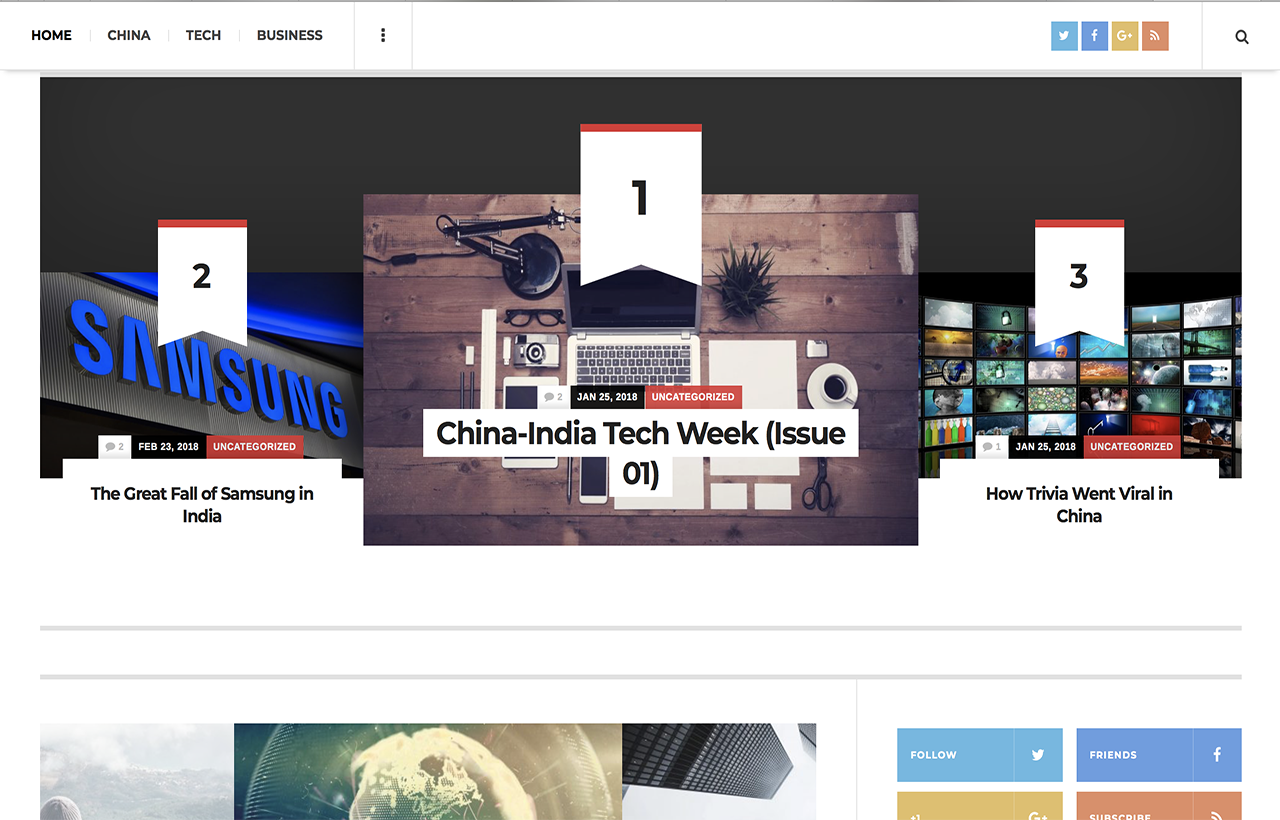 HOME
CHINA
TECH
BUSINESS
G+
1
2
3
SAMSUNG
2
JAN 25, 2018
UNCATEGORIZED
China-India Tech Week (Issue
01)
2
FEB 23, 2018
UNCATEGORIZED
The Great Fall of Samsung in
India
1
JAN 25, 2018
UNCATEGORIZED
How Trivia Went Viral in
China
FOLLOW
FRIENDS
+1
G+
SUBSCRIBE